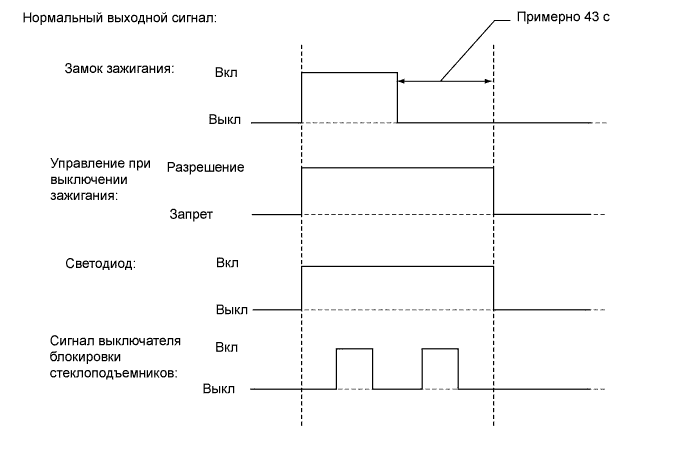 Нормальный выходной сигнал:
Примерно 43 с
Замок зажигания:
Вкл
Выкл
Управление при
выключении
зажигания:
Разрешение
Запрет
Светодиод:
Вкл
Выкл
Сигнал выключателя
блокировки
стеклоподъемников:
Вкл
Выкл